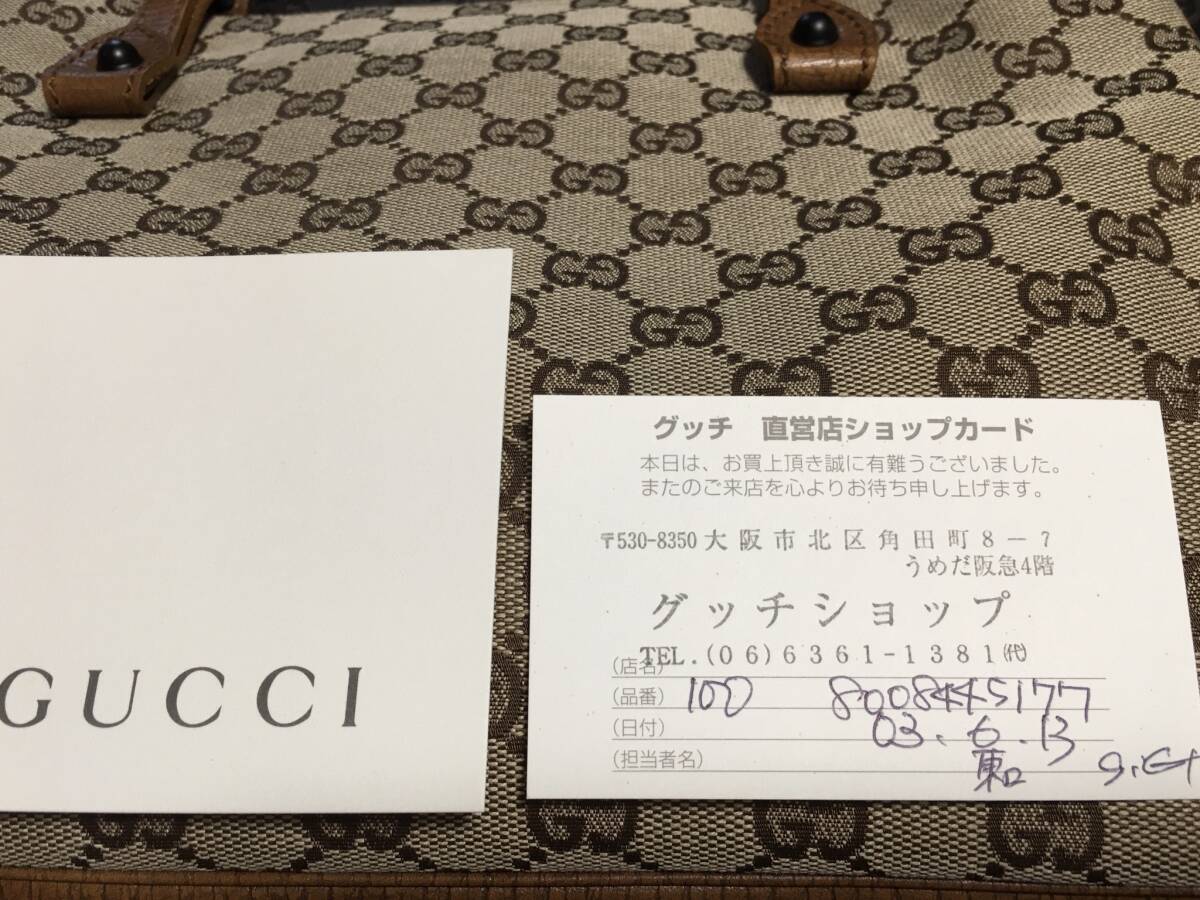 GUCCI
グッチ 直営店ショップカード
本日は、お買上頂き誠に有難うございました。
またのご来店を心よりお待ち申し上げます。
〒530-8350 大阪市北区角田町8-7
うめだ阪急4階
グッチショップ
TEL.(06)6361-1381㈹
(店名)
(品番) 100 8008445177
(日付) 03.6.13
(担当者名)